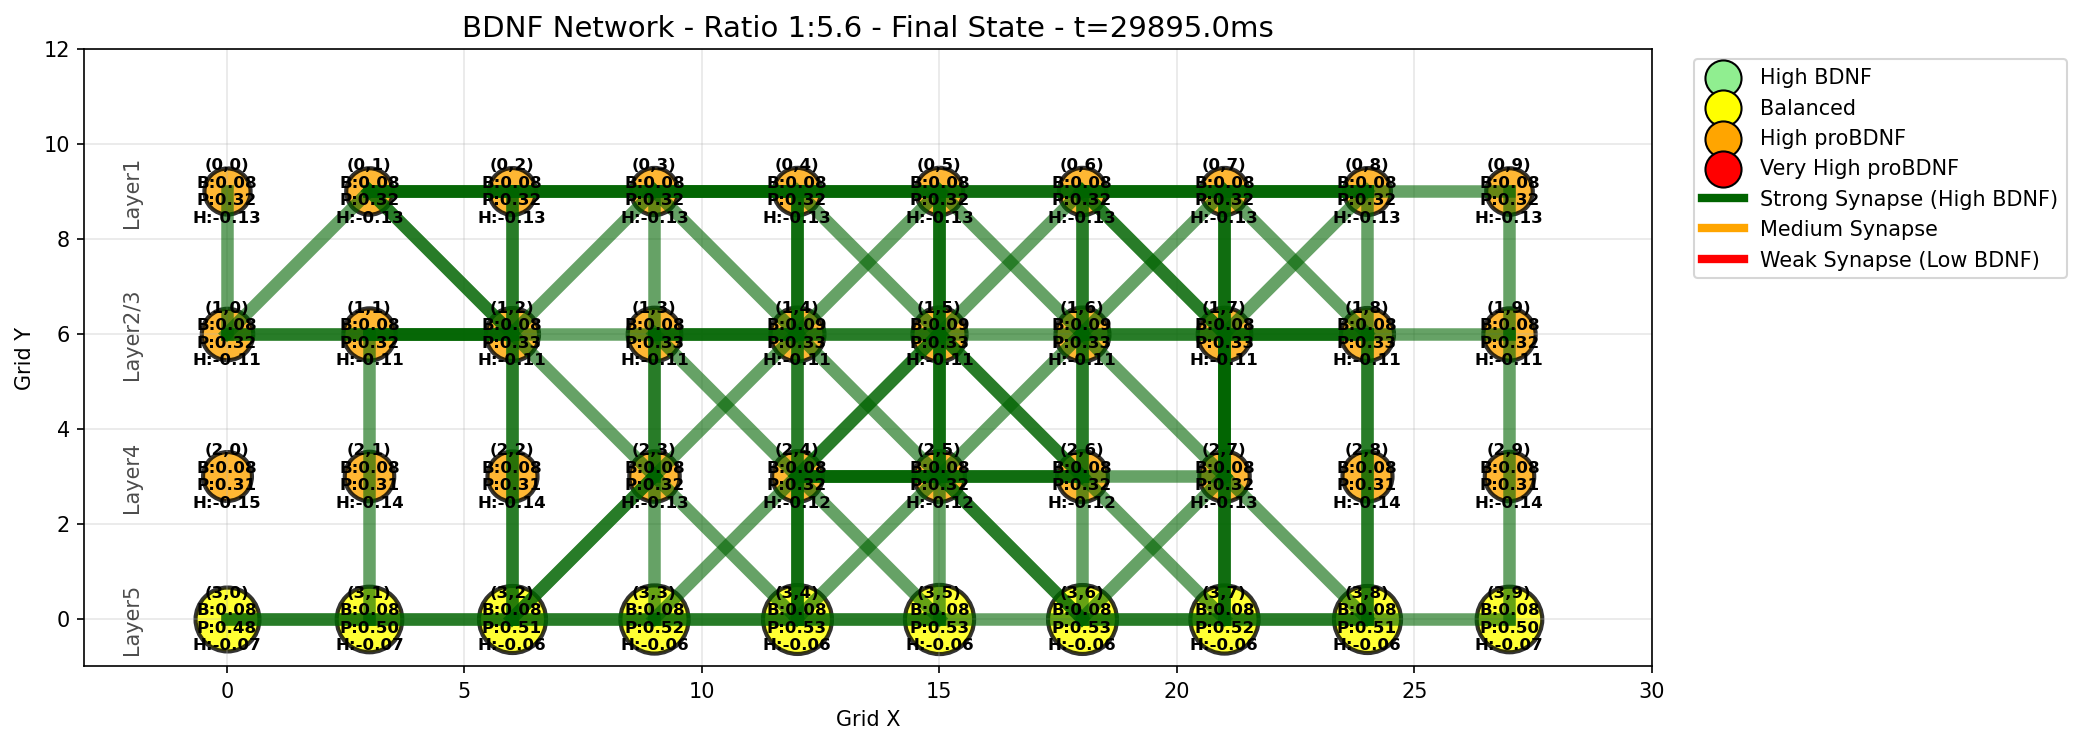 BDNF Network - Ratio 1:5.6 - Final State - t=29895.0ms
12
10
8
6
4
2
0
Grid Y
Layer1
(0,0) (0,1) (0,2) (0,3) (0,4) (0,5) (0,6) (0,7) (0,8) (0,9)
B:0.08 B:0.08 B:0.08 B:0.08 B:0.08 B:0.08 B:0.08 B:0.08 B:0.08 B:0.08
P:0.32 P:0.32 P:0.32 P:0.32 P:0.32 P:0.32 P:0.32 P:0.32 P:0.32 P:0.32
H:-0.13 H:-0.13 H:-0.13 H:-0.13 H:-0.13 H:-0.13 H:-0.13 H:-0.13 H:-0.13 H:-0.13
Layer2/3
(1,0) (1,1) (1,2) (1,3) (1,4) (1,5) (1,6) (1,7) (1,8) (1,9)
B:0.08 B:0.08 B:0.08 B:0.08 B:0.09 B:0.09 B:0.09 B:0.08 B:0.08 B:0.08
P:0.32 P:0.32 P:0.33 P:0.33 P:0.33 P:0.33 P:0.33 P:0.33 P:0.33 P:0.32
H:-0.11 H:-0.11 H:-0.11 H:-0.11 H:-0.11 H:-0.11 H:-0.11 H:-0.11 H:-0.11 H:-0.11
Layer4
(2,0) (2,1) (2,2) (2,3) (2,4) (2,5) (2,6) (2,7) (2,8) (2,9)
B:0.08 B:0.08 B:0.08 B:0.08 B:0.08 B:0.08 B:0.08 B:0.08 B:0.08 B:0.08
P:0.31 P:0.31 P:0.31 P:0.32 P:0.32 P:0.32 P:0.32 P:0.32 P:0.31 P:0.31
H:-0.15 H:-0.14 H:-0.14 H:-0.13 H:-0.12 H:-0.12 H:-0.12 H:-0.13 H:-0.14 H:-0.14
Layer5
(3,0) (3,1) (3,2) (3,3) (3,4) (3,5) (3,6) (3,7) (3,8) (3,9)
B:0.08 B:0.08 B:0.08 B:0.08 B:0.08 B:0.08 B:0.08 B:0.08 B:0.08 B:0.08
P:0.48 P:0.50 P:0.51 P:0.52 P:0.53 P:0.53 P:0.53 P:0.52 P:0.51 P:0.50
H:-0.07 H:-0.07 H:-0.06 H:-0.06 H:-0.06 H:-0.06 H:-0.06 H:-0.06 H:-0.06 H:-0.07
0 5 10 15 20 25 30
Grid X
High BDNF
Balanced
High proBDNF
Very High proBDNF
Strong Synapse (High BDNF)
Medium Synapse
Weak Synapse (Low BDNF)